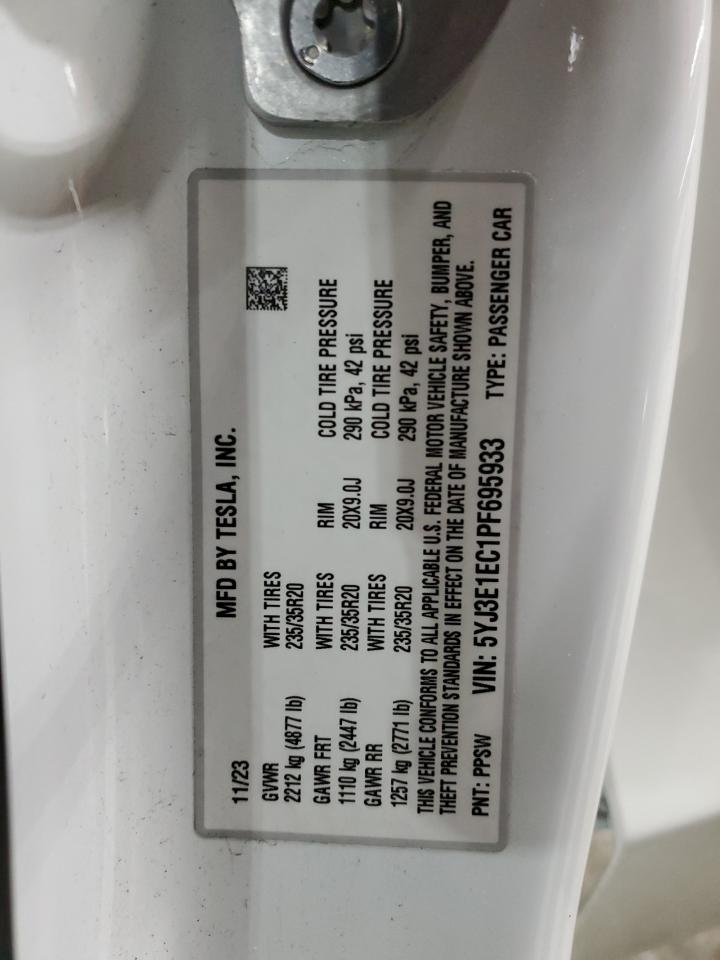 MFD BY TESLA, INC.
11/23
GVWR WITH TIRES
2212 kg (4877 lb) 235/35R20
GAWR FRT WITH TIRES RIM COLD TIRE PRESSURE
1110 kg (2447 lb) 235/35R20 20X9.0J 290 kPa, 42 psi
GAWR RR WITH TIRES RIM COLD TIRE PRESSURE
1257 kg (2771 lb) 235/35R20 20X9.0J 290 kPa, 42 psi
THIS VEHICLE CONFORMS TO ALL APPLICABLE U.S. FEDERAL MOTOR VEHICLE SAFETY, BUMPER, AND
THEFT PREVENTION STANDARDS IN EFFECT ON THE DATE OF MANUFACTURE SHOWN ABOVE.
PNT: PPSW VIN: 5YJ3E1EC1PF695933 TYPE: PASSENGER CAR